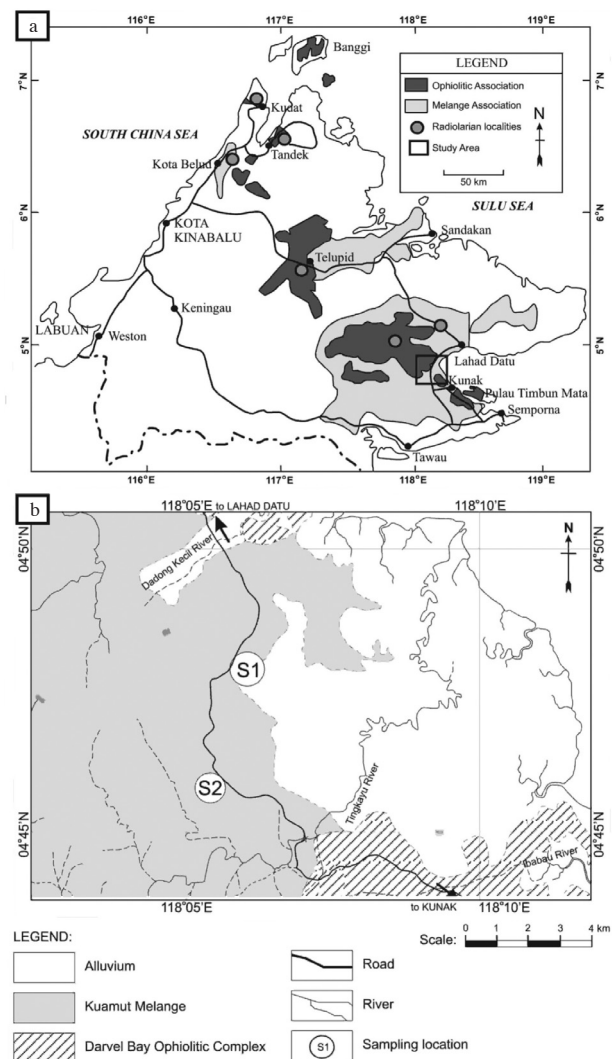 a
116°E
117°E
118°E
119°E
7°N
Banggi
LEGEND
Ophiolitic Association
Melange Association
Radiolarian localities
Study Area
50 km
N
Kudat
SOUTH CHINA SEA
Tandek
Kota Belud
6°N
6°N
SULU SEA
KOTA
KINABALU
Sandakan
Telupid
Keningau
LABUAN
Weston
5°N
5°N
Lahad Datu
Kunak
Pulau Timbun Mata
Semporna
Tawau
116°E
117°E
118°E
119°E
b
118°05'E
to LAHAD DATU
118°10'E
04°50'N
04°50'N
N
Dadong Kecil River
S1
S2
Tingkayu River
04°45'N
04°45'N
Ibabau River
118°05'E
to KUNAK
118°10'E
LEGEND:
Scale:
0 1 2 3 4 km
Alluvium
Road
Kuamut Melange
River
Darvel Bay Ophiolitic Complex
S1
Sampling location